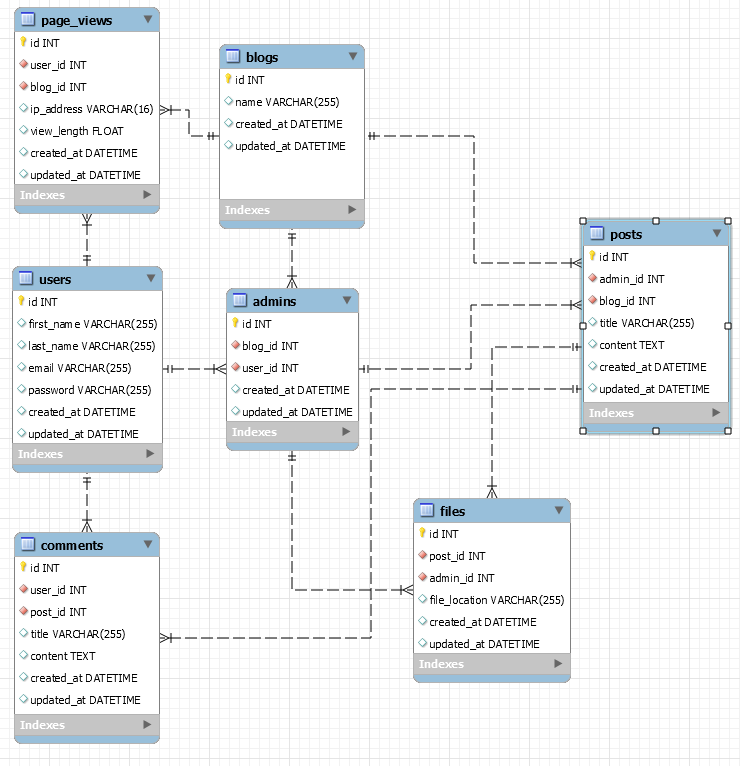 page_views
id INT
user_id INT
blog_id INT
ip_address VARCHAR(16)
view_length FLOAT
created_at DATETIME
updated_at DATETIME
Indexes
blogs
id INT
name VARCHAR(255)
created_at DATETIME
updated_at DATETIME
Indexes
users
id INT
first_name VARCHAR(255)
last_name VARCHAR(255)
email VARCHAR(255)
password VARCHAR(255)
created_at DATETIME
updated_at DATETIME
Indexes
admins
id INT
blog_id INT
user_id INT
created_at DATETIME
updated_at DATETIME
Indexes
posts
id INT
admin_id INT
blog_id INT
title VARCHAR(255)
content TEXT
created_at DATETIME
updated_at DATETIME
Indexes
comments
id INT
user_id INT
post_id INT
title VARCHAR(255)
content TEXT
created_at DATETIME
updated_at DATETIME
Indexes
files
id INT
post_id INT
admin_id INT
file_location VARCHAR(255)
created_at DATETIME
updated_at DATETIME
Indexes